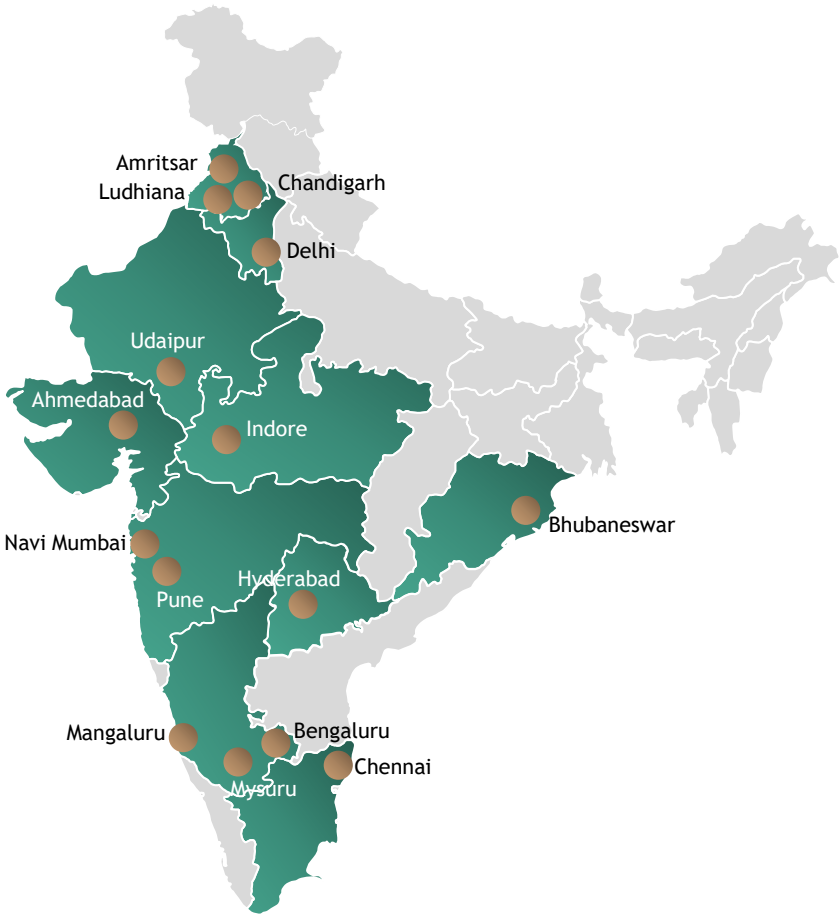 Amritsar
Ludhiana
Chandigarh
Delhi
Udaipur
Ahmedabad
Indore
Bhubaneswar
Navi Mumbai
Hyderabad
Pune
Mangaluru
Bengaluru
Chennai
Mysuru